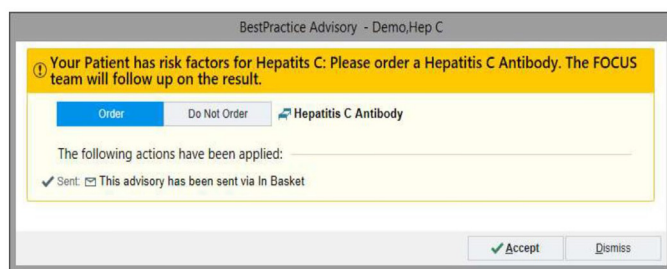 BestPractice Advisory - Demo,Hep C
Your Patient has risk factors for Hepatits C: Please order a Hepatitis C Antibody. The FOCUS
team will follow up on the result.
Order Do Not Order Hepatitis C Antibody
The following actions have been applied:
Sent: This advisory has been sent via In Basket
Accept Dismiss